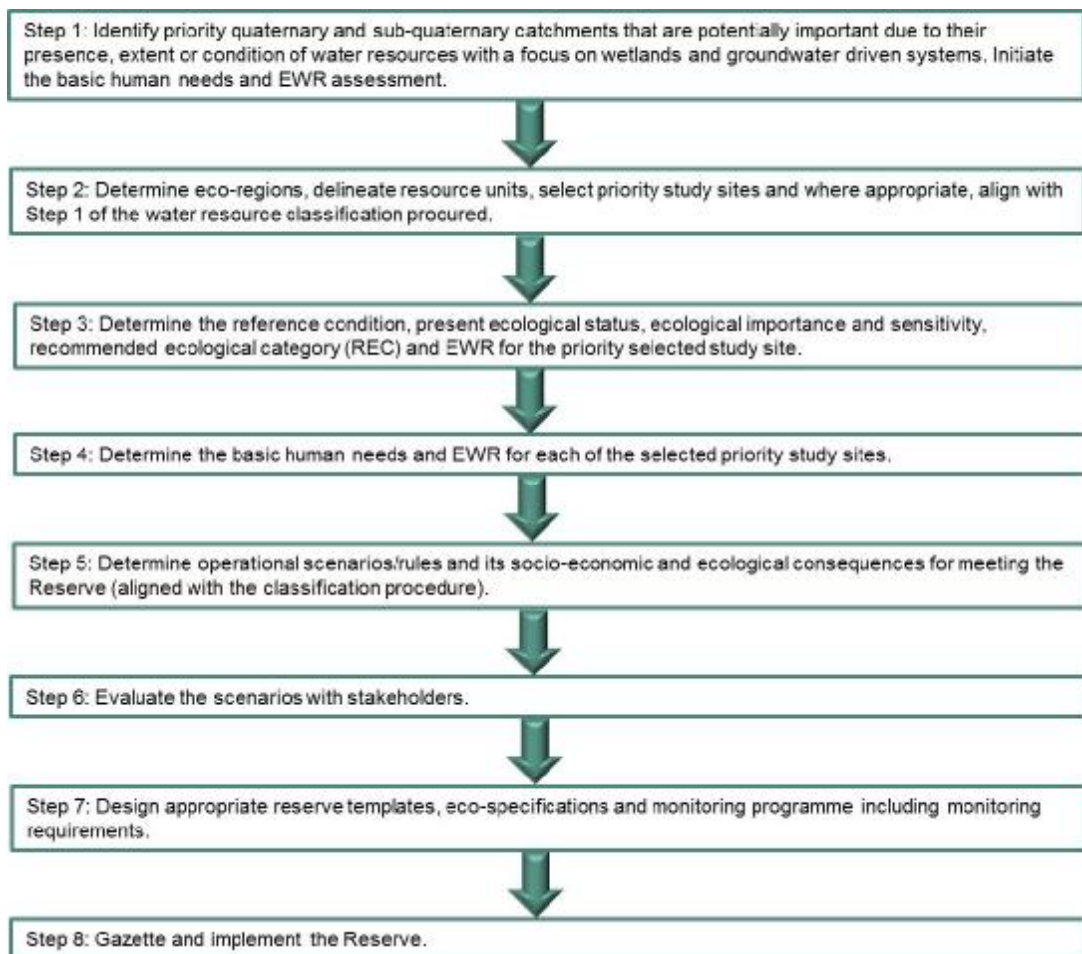 Step 1: Identify priority quaternary and sub-quaternary catchments that are potentially important due to their
presence, extent or condition of water resources with a focus on wetlands and groundwater driven systems. Initiate
the basic human needs and EWR assessment.
Step 2: Determine eco-regions, delineate resource units, select priority study sites and where appropriate, align with
Step 1 of the water resource classification procured.
Step 3: Determine the reference condition, present ecological status, ecological importance and sensitivity,
recommended ecological category (REC) and EWR for the priority selected study site.
Step 4: Determine the basic human needs and EWR for each of the selected priority study sites.
Step 5: Determine operational scenarios/rules and its socio-economic and ecological consequences for meeting the
Reserve (aligned with the classification procedure).
Step 6: Evaluate the scenarios with stakeholders.
Step 7: Design appropriate reserve templates, eco-specifications and monitoring programme including monitoring
requirements.
Step 8: Gazette and implement the Reserve.